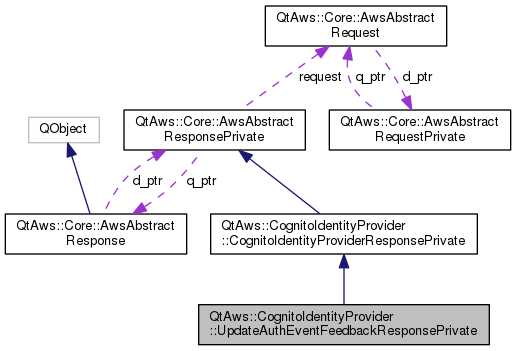 QtAws::Core::AwsAbstract
Request
request
q_ptr
d_ptr
QObject
QtAws::Core::AwsAbstract
ResponsePrivate
QtAws::Core::AwsAbstract
RequestPrivate
d_ptr
q_ptr
QtAws::Core::AwsAbstract
Response
QtAws::CognitoIdentityProvider
::CognitoIdentityProviderResponsePrivate
QtAws::CognitoIdentityProvider
::UpdateAuthEventFeedbackResponsePrivate